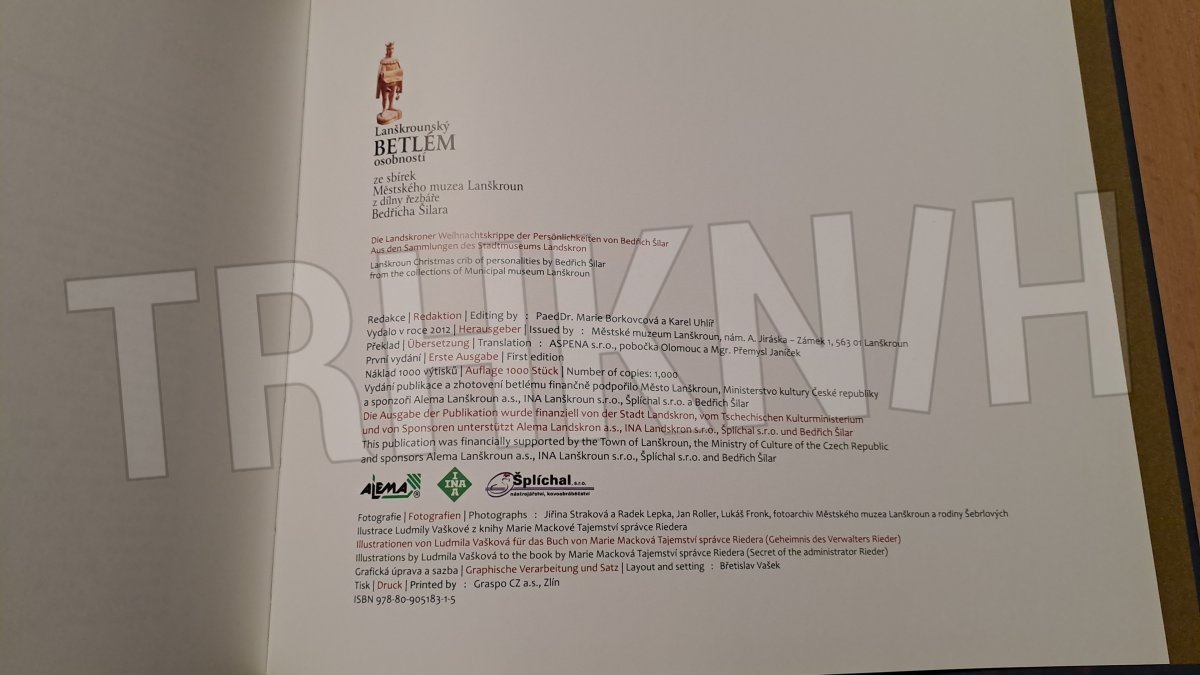 Lanškrounský
BETLÉM
osobností
ze sbírek
Městského muzea Lanškroun
z dílny řezbáře
Bedřicha Šilara
Die Landskroner Weihnachtskrippe der Persönlichkeiten von Bedřich Šilar
Aus den Sammlungen des Stadtmuseums Landskron
Lanškroun Christmas crib of personalities by Bedřich Šilar
from the collections of Municipal museum Lanškroun
Redakce | Redaktion | Editing by : PaedDr. Marie Borkovcová a Karel Uhlíř
Vydalo v roce 2012 | Herausgeber | Issued by : Městské muzeum Lanškroun, nám. A. Jiráska – Zámek 1, 563 01 Lanškroun
Překlad | Übersetzung | Translation : ASPENA s.r.o., pobočka Olomouc a Mgr. Přemysl Janíček
První vydání | Erste Ausgabe | First edition
Náklad 1000 výtisků | Auflage 1000 Stück | Number of copies: 1,000
Vydání publikace a zhotovení betlému finančně podpořilo Město Lanškroun, Ministerstvo kultury České republiky
a sponzoři Alema Lanškroun a.s., INA Lanškroun s.r.o., Šplíchal s.r.o. a Bedřich Šilar
Die Ausgabe der Publikation wurde finanziell von der Stadt Landskron, vom Tschechischen Kulturministerium
und von Sponsoren unterstützt Alema Landskron a.s., INA Landskron s.r.o., Šplíchal s.r.o. und Bedřich Šilar
This publication was financially supported by the Town of Lanškroun, the Ministry of Culture of the Czech Republic
and sponsors Alema Lanškroun a.s., INA Lanškroun s.r.o., Šplíchal s.r.o. and Bedřich Šilar
ALEMA ® INA INA Šplíchal s.r.o.
nástrojářství, kovoobráběčství
Fotografie | Fotografien | Photographs : Jiřina Straková a Radek Lepka, Jan Roller, Lukáš Fronk, fotoarchiv Městského muzea Lanškroun a rodiny Šebrlových
Ilustrace Ludmily Vaškové z knihy Marie Mackové Tajemství správce Riedera
Illustrationen von Ludmila Vašková für das Buch von Marie Macková Tajemství správce Riedera (Geheimnis des Verwalters Rieder)
Illustrations by Ludmila Vašková to the book by Marie Macková Tajemství správce Riedera (Secret of the administrator Rieder)
Grafická úprava a sazba | Graphische Verarbeitung und Satz | Layout and setting : Břetislav Vašek
Tisk | Druck | Printed by : Graspo CZ a.s., Zlín
ISBN 978-80-905183-1-5